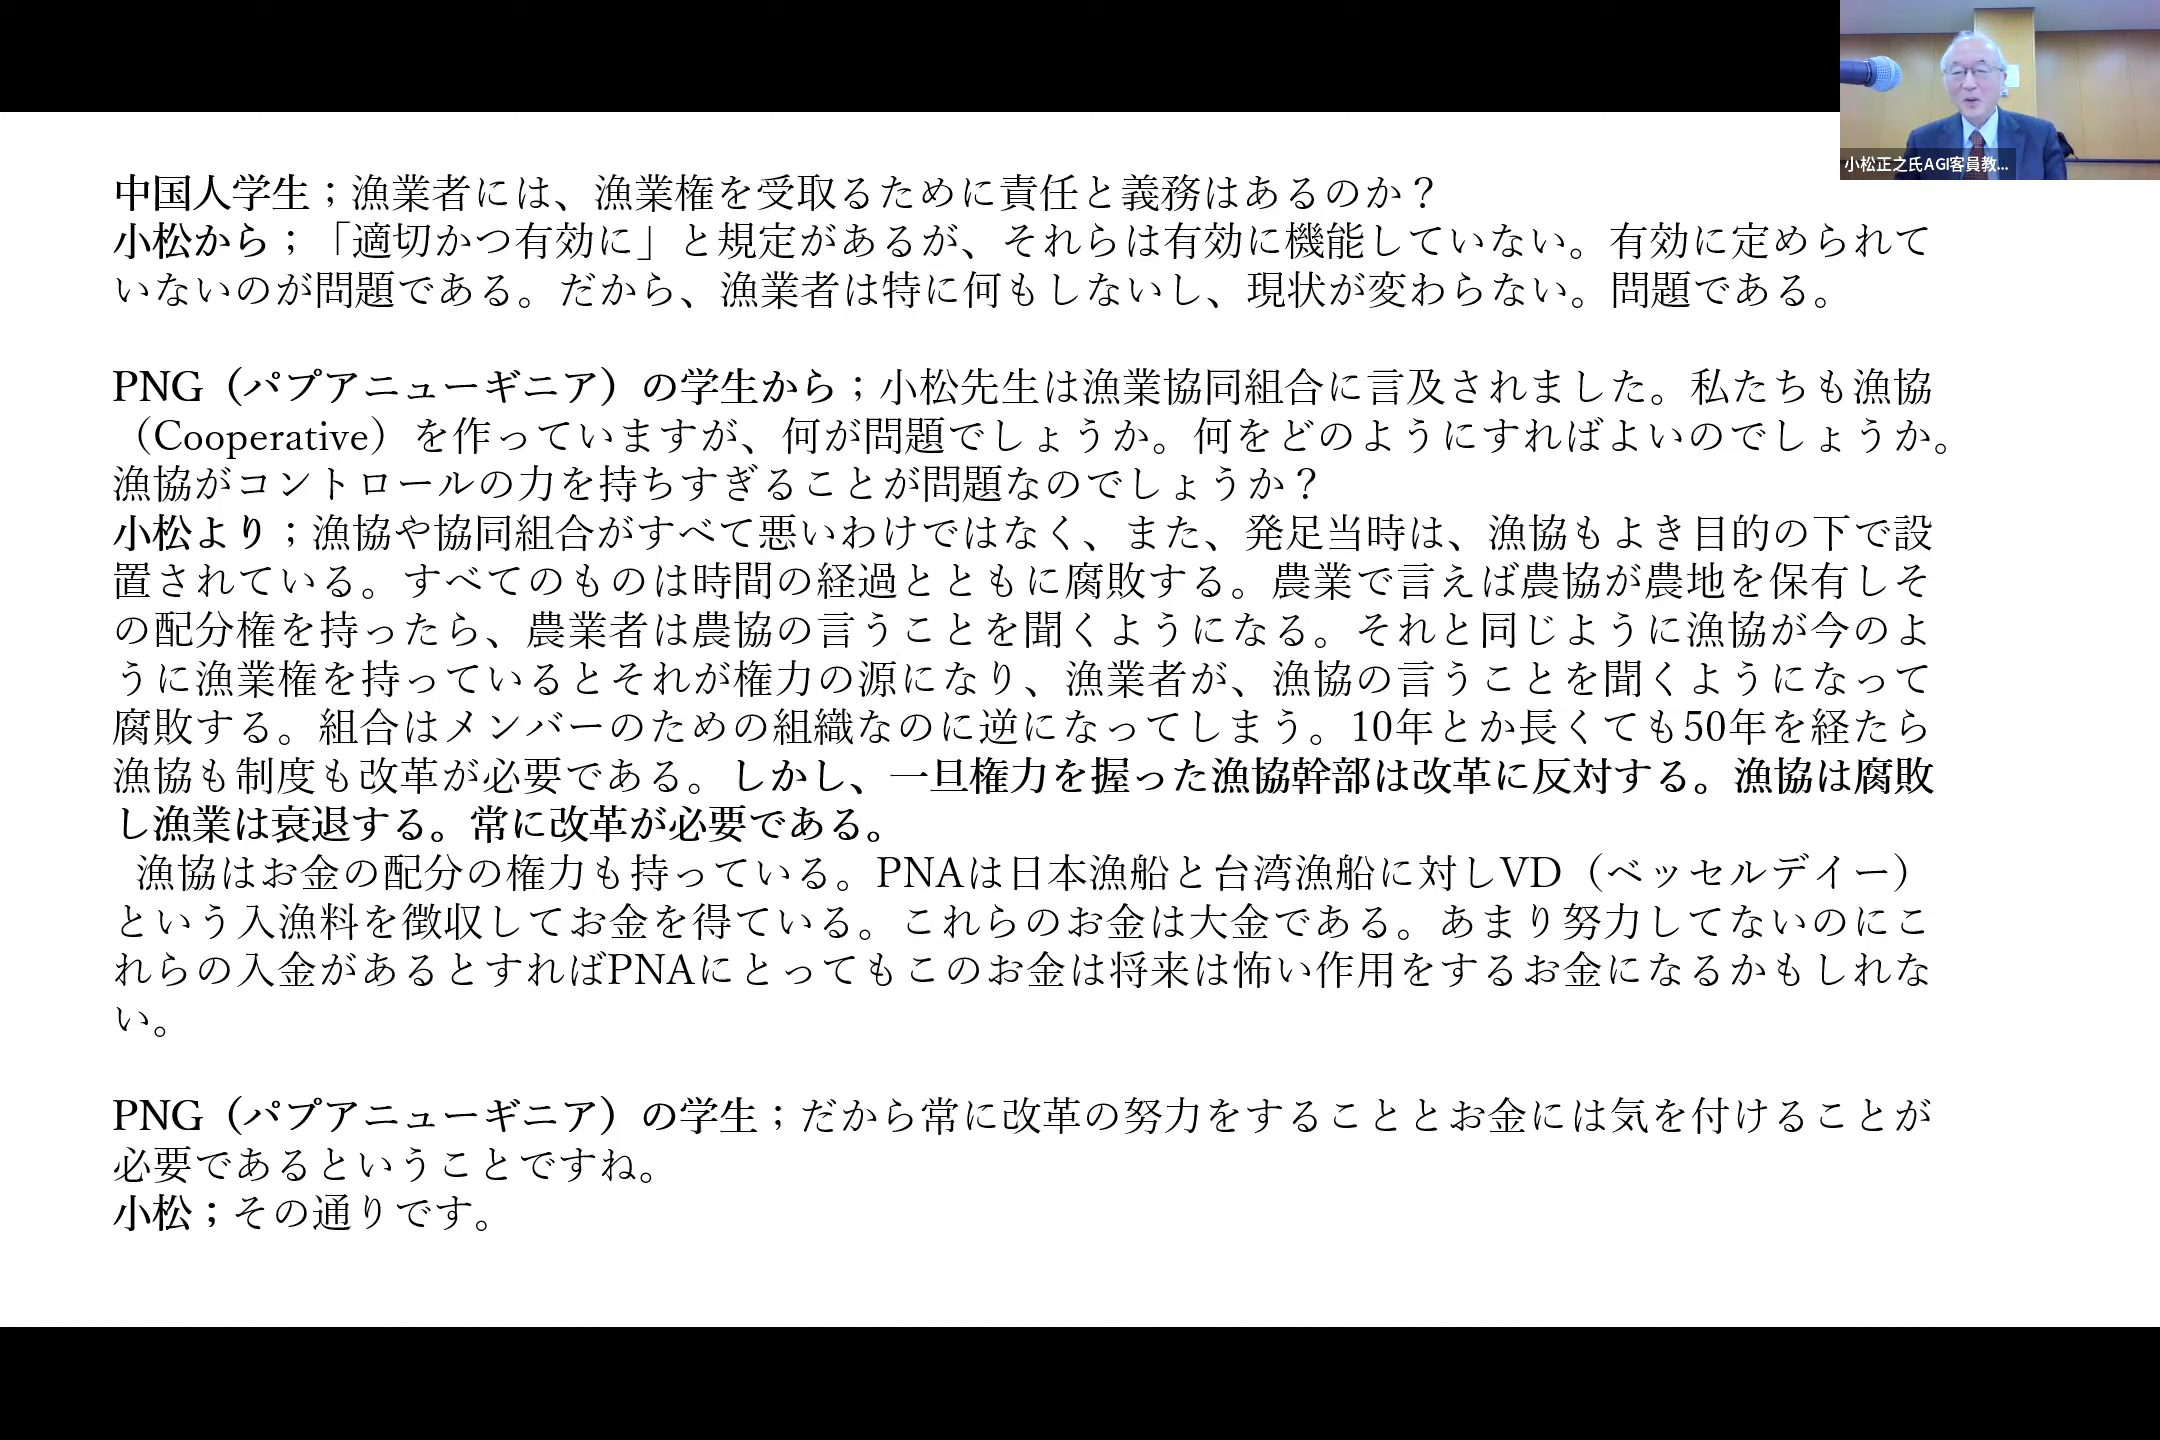 小松正之氏AGI客員教...
中国人学生；漁業者には、漁業権を受取るために責任と義務はあるのか？
小松から；「適切かつ有効に」と規定があるが、それらは有効に機能していない。有効に定められて
いないのが問題である。だから、漁業者は特に何もしないし、現状が変わらない。問題である。
PNG（パプアニューギニア）の学生から；小松先生は漁業協同組合に言及されました。私たちも漁協
（Cooperative）を作っていますが、何が問題でしょうか。何をどのようにすればよいのでしょうか。
漁協がコントロールの力を持ちすぎることが問題なのでしょうか？
小松より；漁協や協同組合がすべて悪いわけではなく、また、発足当時は、漁協もよき目的の下で設
置されている。すべてのものは時間の経過とともに腐敗する。農業で言えば農協が農地を保有しそ
の配分権を持ったら、農業者は農協の言うことを聞くようになる。それと同じように漁協が今のよ
うに漁業権を持っているとそれが権力の源になり、漁業者が、漁協の言うことを聞くようになって
腐敗する。組合はメンバーのための組織なのに逆になってしまう。10年とか長くても50年を経たら
漁協も制度も改革が必要である。しかし、一旦権力を握った漁協幹部は改革に反対する。漁協は腐敗
し漁業は衰退する。常に改革が必要である。
漁協はお金の配分の権力も持っている。PNAは日本漁船と台湾漁船に対しVD（ベッセルデイー）
という入漁料を徴収してお金を得ている。これらのお金は大金である。あまり努力してないのにこ
れらの入金があるとすればPNAにとってもこのお金は将来は怖い作用をするお金になるかもしれな
い。
PNG（パプアニューギニア）の学生；だから常に改革の努力をすることとお金には気を付けることが
必要であるということですね。
小松；その通りです。